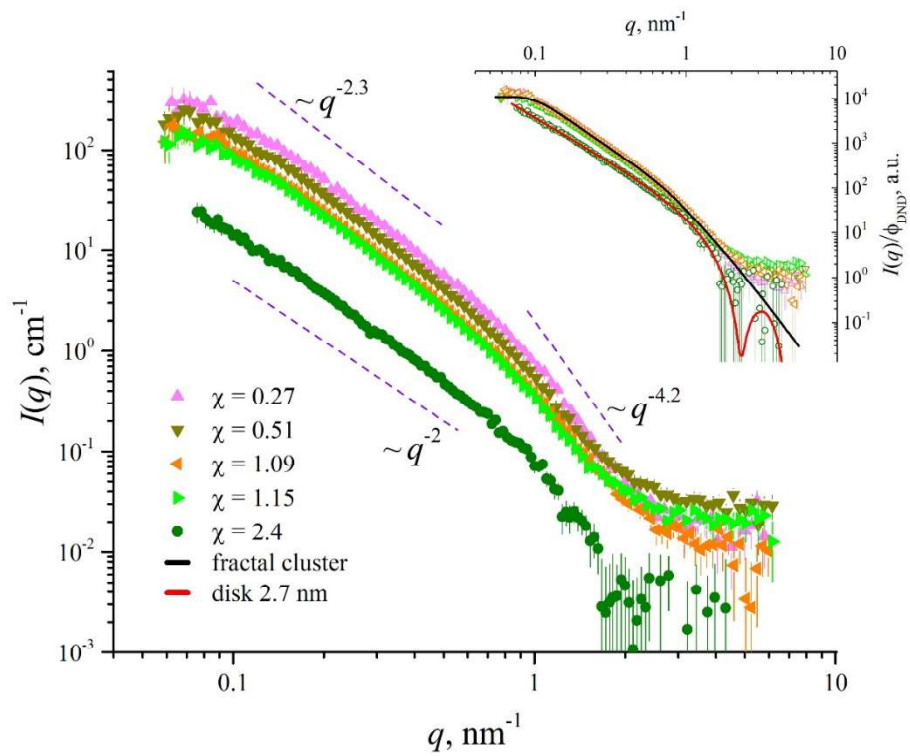 q, nm⁻¹
0.1 1 10
10⁴
10³
10²
10¹
10⁰
10⁻¹
I(q)/ϕDND, a.u.
I(q), cm⁻¹
10²
10¹
10⁰
10⁻¹
10⁻²
10⁻³
~ q⁻²·³
~ q⁻²
~ q⁻⁴·²
χ = 0.27
χ = 0.51
χ = 1.09
χ = 1.15
χ = 2.4
fractal cluster
disk 2.7 nm
0.1 1 10
q, nm⁻¹